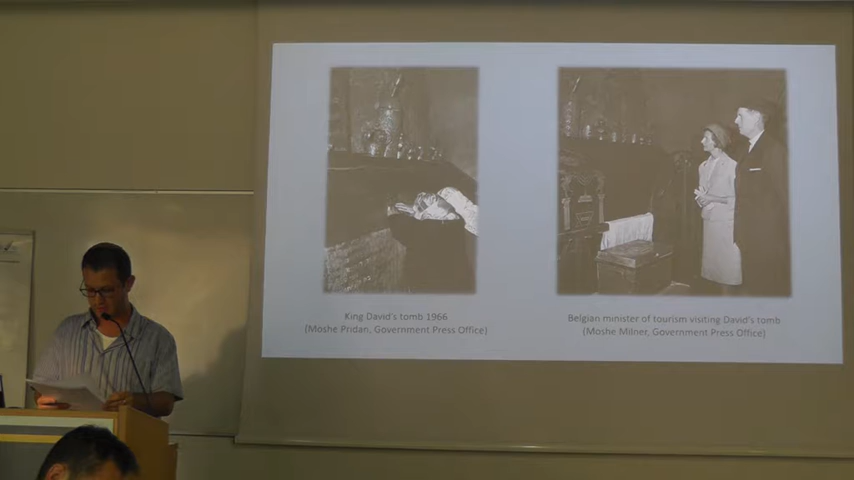 King David's tomb 1966
(Moshe Pridan, Government Press Office)
Belgian minister of tourism visiting David's tomb
(Moshe Milner, Government Press Office)